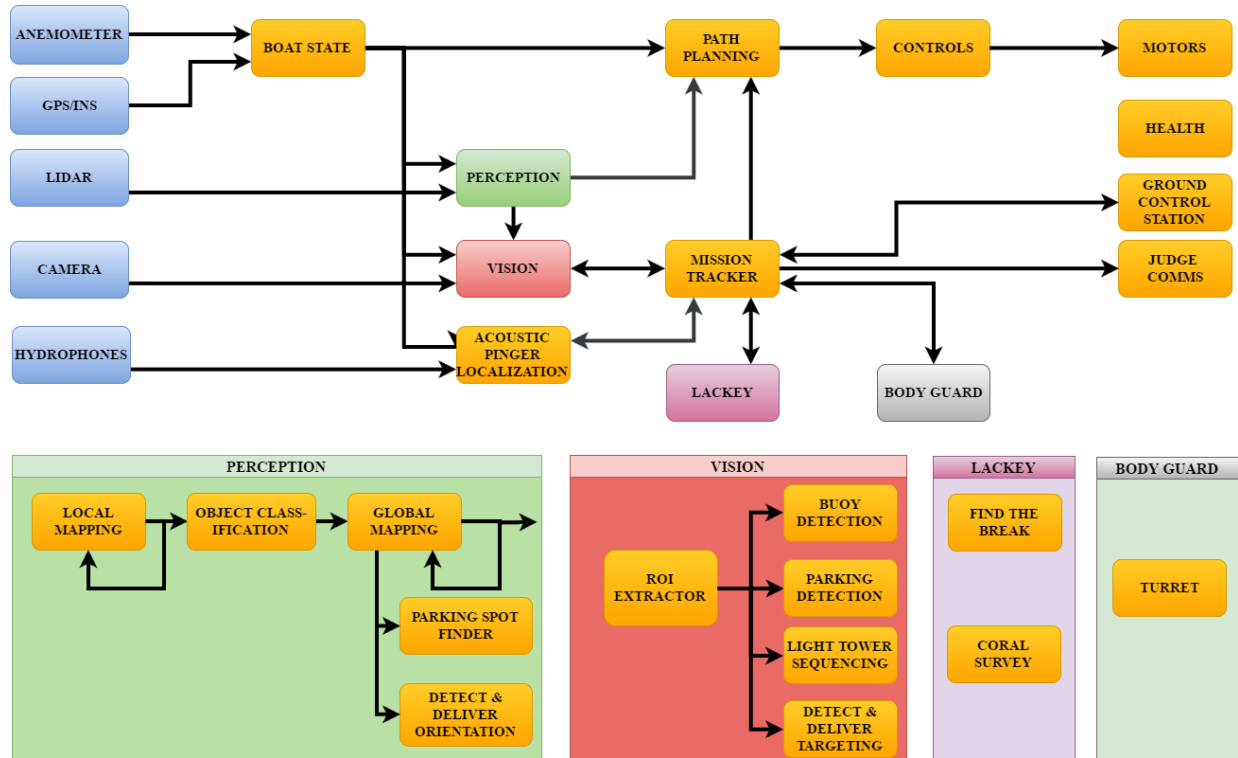 ANEMOMETER
BOAT STATE
PATH
PLANNING
CONTROLS
MOTORS
GPS/INS
HEALTH
LIDAR
PERCEPTION
GROUND
CONTROL
STATION
CAMERA
VISION
MISSION
TRACKER
JUDGE
COMMS
HYDROPHONES
ACOUSTIC
PINGER
LOCALIZATION
LACKEY
BODY GUARD
PERCEPTION
LOCAL
MAPPING
OBJECT CLASS-
IFICATION
GLOBAL
MAPPING
PARKING SPOT
FINDER
DETECT &
DELIVER
ORIENTATION
VISION
ROI
EXTRACTOR
BUOY
DETECTION
PARKING
DETECTION
LIGHT TOWER
SEQUENCING
DETECT &
DELIVER
TARGETING
LACKEY
FIND THE
BREAK
CORAL
SURVEY
BODY GUARD
TURRET